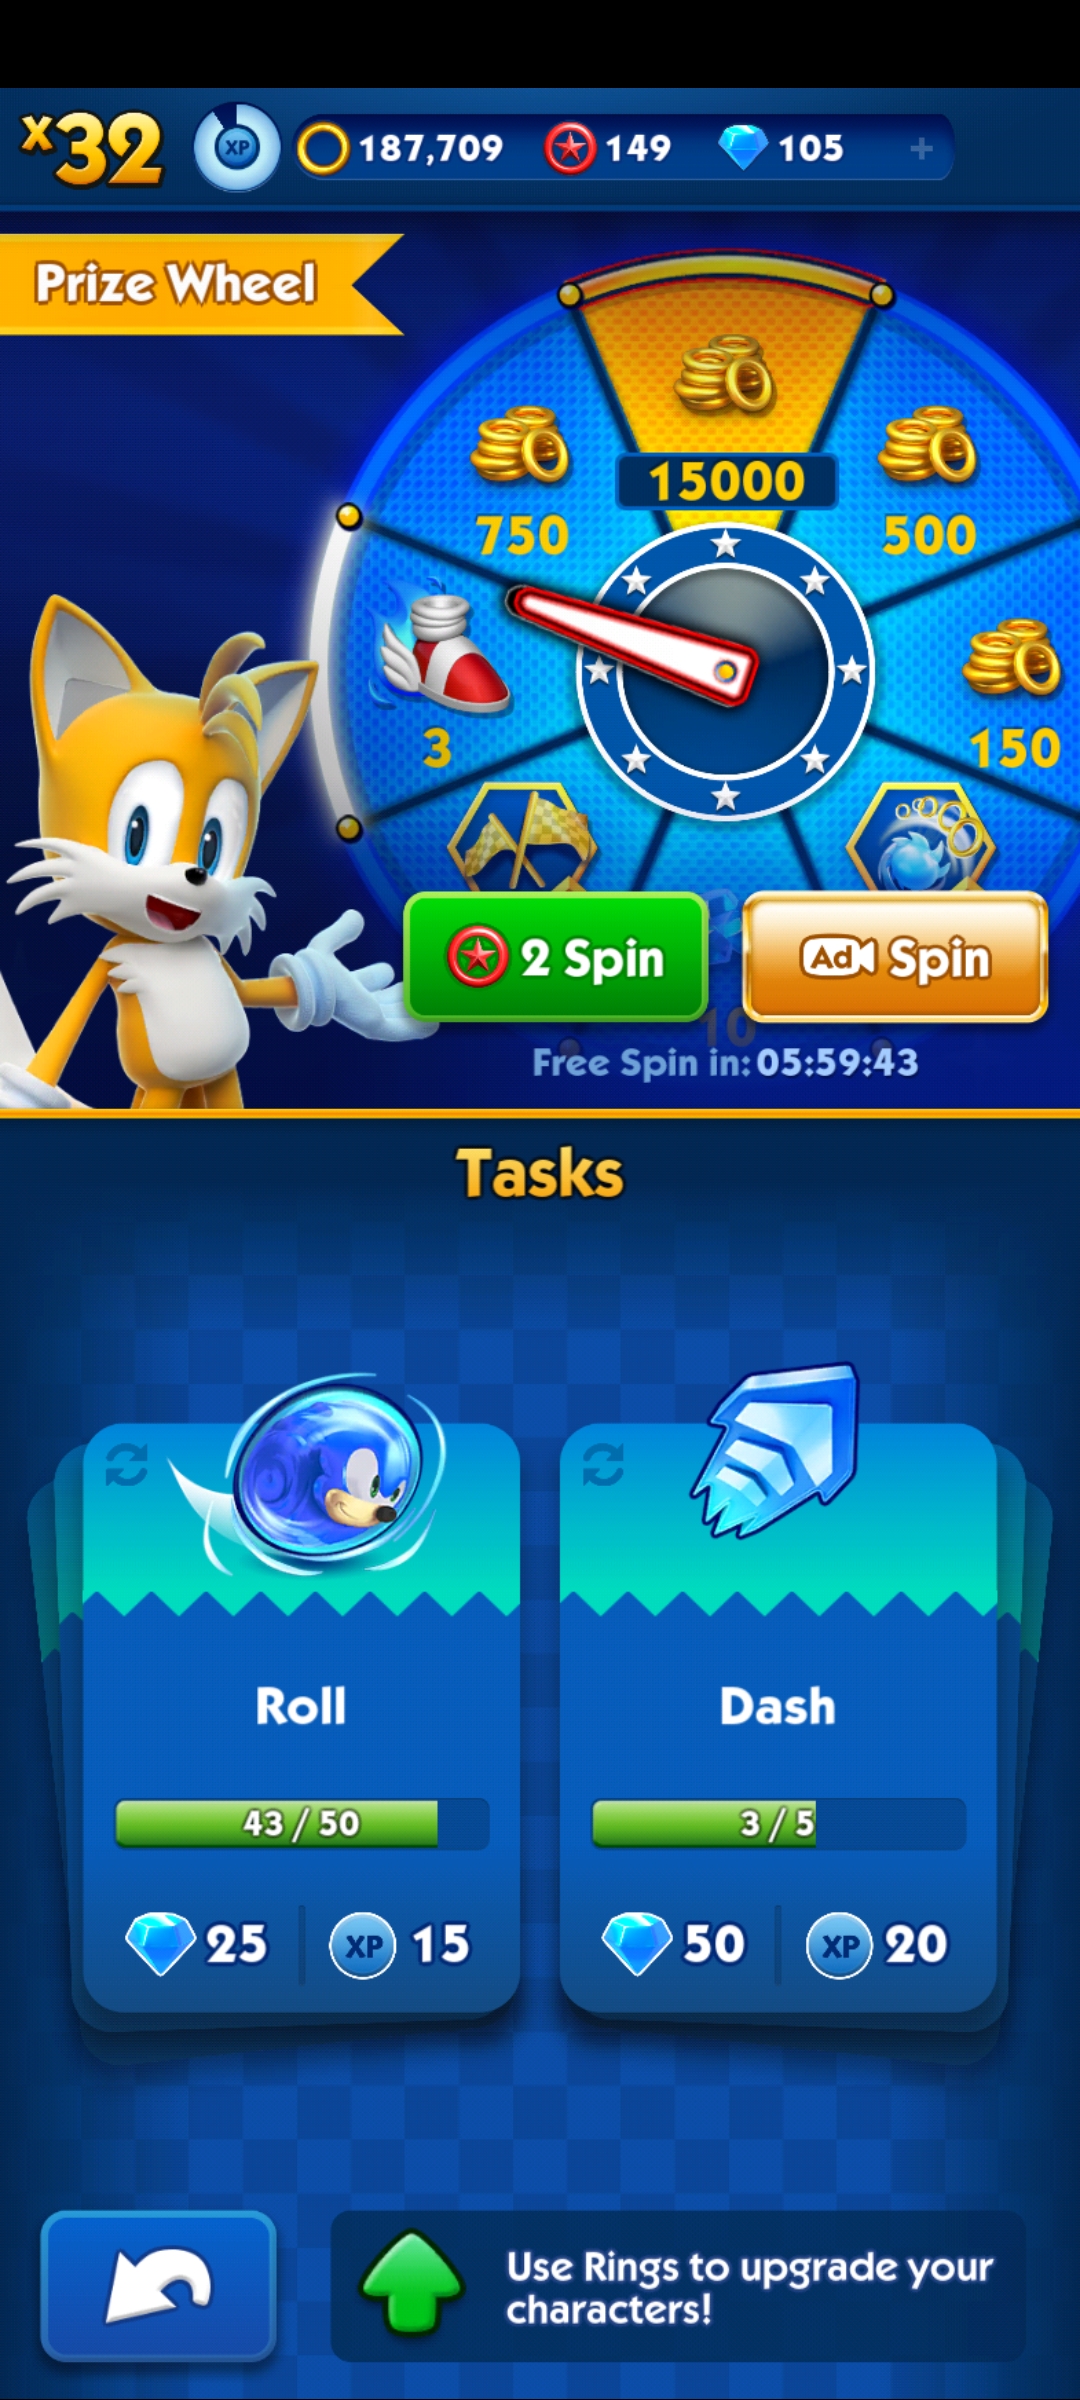 x32
XP
187,709
149
105
+
Prize Wheel
15000
750
500
3
150
2 Spin
Ad Spin
10
Free Spin in: 05:59:43
Tasks
Roll
Dash
43 / 50
3 / 5
25
XP 15
50
XP 20
Use Rings to upgrade your
characters!